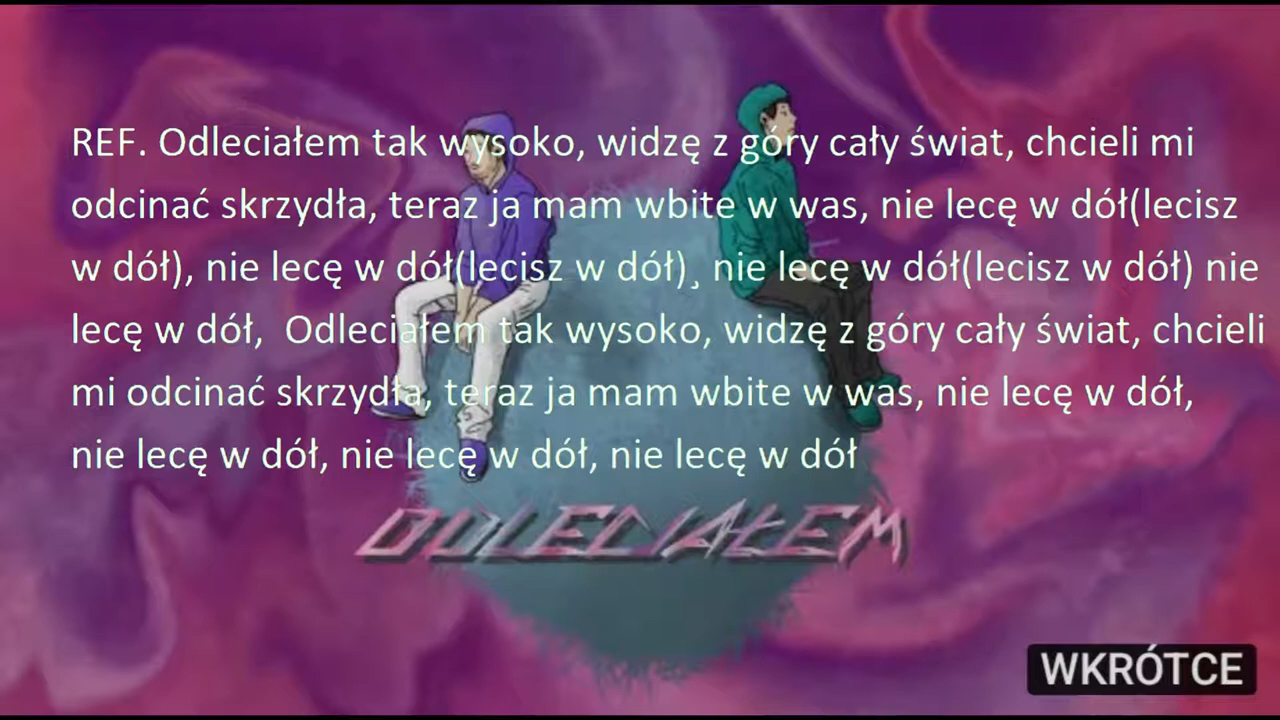 REF. Odleciałem tak wysoko, widzę z góry cały świat, chcieli mi
odcinać skrzydła, teraz ja mam wbite w was, nie lecę w dół(lecisz
w dół), nie lecę w dół(lecisz w dół)¸ nie lecę w dół(lecisz w dół) nie
lecę w dół,  Odleciałem tak wysoko, widzę z góry cały świat, chcieli
mi odcinać skrzydła, teraz ja mam wbite w was, nie lecę w dół,
nie lecę w dół, nie lecę w dół, nie lecę w dół
ODLECIAŁEM
WKRÓTCE